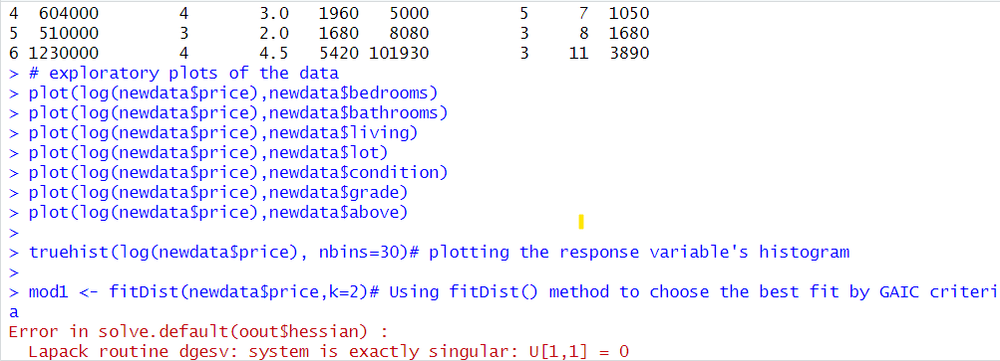 4 604000 4 3.0 1960 5000 5 7 1050
5 510000 3 2.0 1680 8080 3 8 1680
6 1230000 4 4.5 5420 101930 3 11 3890
> # exploratory plots of the data
> plot(log(newdata$price),newdata$bedrooms)
> plot(log(newdata$price),newdata$bathrooms)
> plot(log(newdata$price),newdata$living)
> plot(log(newdata$price),newdata$lot)
> plot(log(newdata$price),newdata$condition)
> plot(log(newdata$price),newdata$grade)
> plot(log(newdata$price),newdata$above)
>
> truehist(log(newdata$price), nbins=30)# plotting the response variable's histogram
>
> mod1 <- fitDist(newdata$price,k=2)# Using fitDist() method to choose the best fit by GAIC criteri
a
Error in solve.default(oout$hessian) :
Lapack routine dgesv: system is exactly singular: U[1,1] = 0